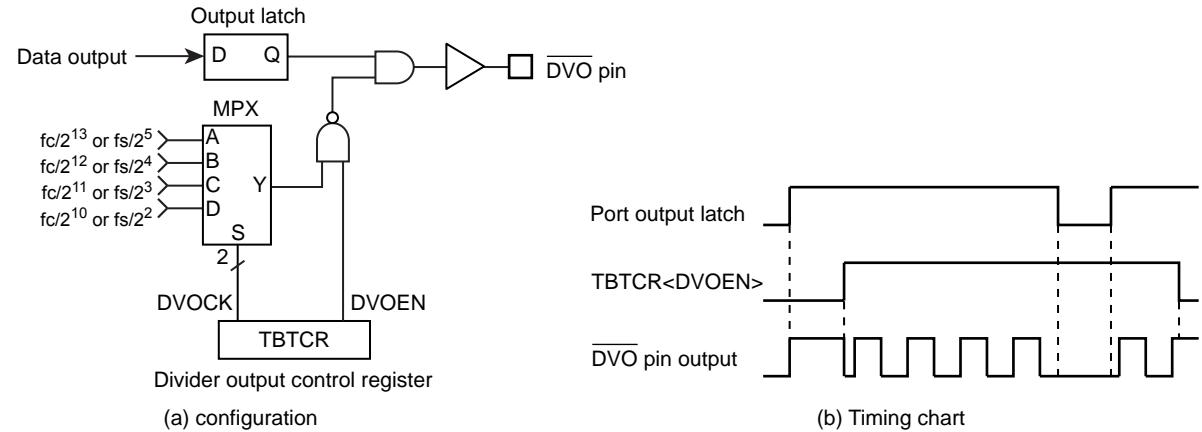 Output latch
Data output
D Q
DVO pin
MPX
fc/2^13 or fs/2^5
A
fc/2^12 or fs/2^4
B
fc/2^11 or fs/2^3
C
Y
fc/2^10 or fs/2^2
D
S
2
DVOCK
DVOEN
TBTCR
Divider output control register
(a) configuration
Port output latch
TBTCR<DVOEN>
DVO pin output
(b) Timing chart